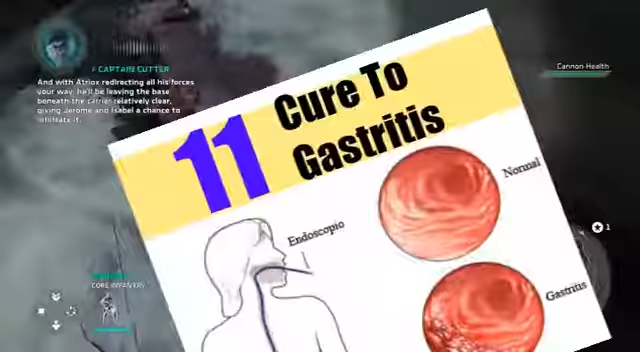 CAPTAIN CUTTER
And with Atriox redirecting all his forces
your way, he'll be leaving the base
beneath the carrier relatively clear,
giving Jerome and Isabel a chance to
infiltrate it.
Cannon Health
11 Cure To
Gastritis
Normal
Endoscopio
Gastritis
1
CORE INFANTRY